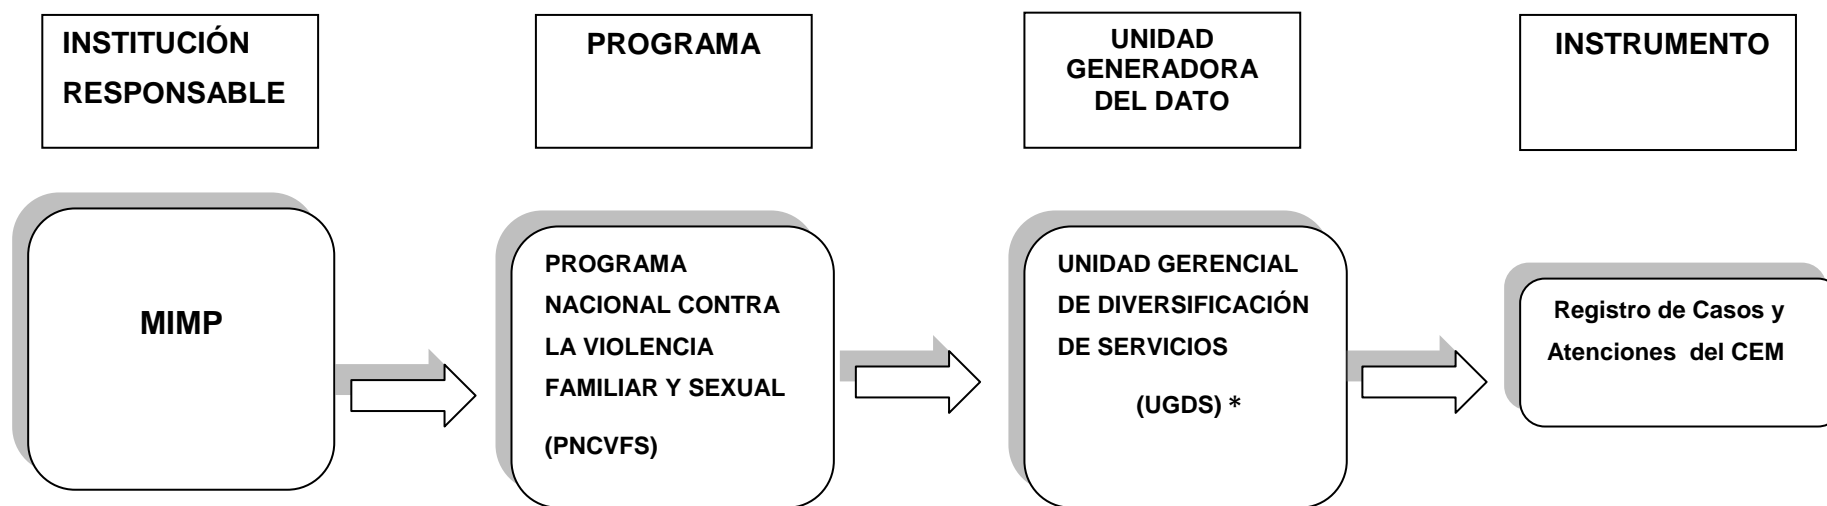 INSTITUCIÓN
RESPONSABLE
PROGRAMA
UNIDAD
GENERADORA
DEL DATO
INSTRUMENTO
MIMP
PROGRAMA
NACIONAL CONTRA
LA VIOLENCIA
FAMILIAR Y SEXUAL
(PNCVFS)
UNIDAD GERENCIAL
DE DIVERSIFICACIÓN
DE SERVICIOS
(UGDS) *
Registro de Casos y
Atenciones del CEM